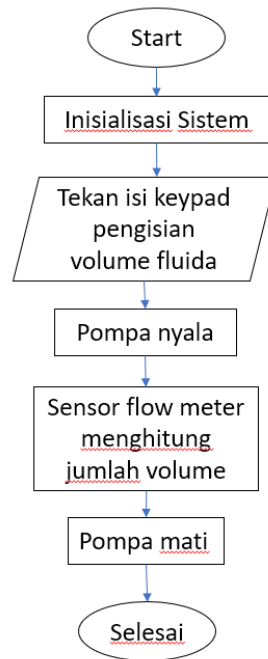 Start
Inisialisasi Sistem
Tekan isi keypad
pengisian
volume fluida
Pompa nyala
Sensor flow meter
menghitung
jumlah volume
Pompa mati
Selesai